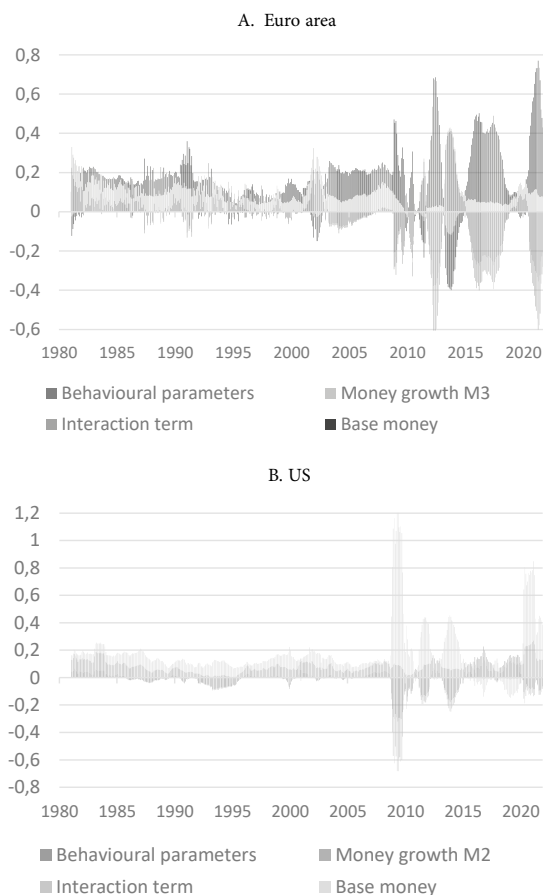 A. Euro area
0,8
0,6
0,4
0,2
0
-0,2
-0,4
-0,6
1980 1985 1990 1995 2000 2005 2010 2015 2020
Behavioural parameters Money growth M3
Interaction term Base money
B. US
1,2
1
0,8
0,6
0,4
0,2
0
-0,2
-0,4
-0,6
-0,8
1980 1985 1990 1995 2000 2005 2010 2015 2020
Behavioural parameters Money growth M2
Interaction term Base money